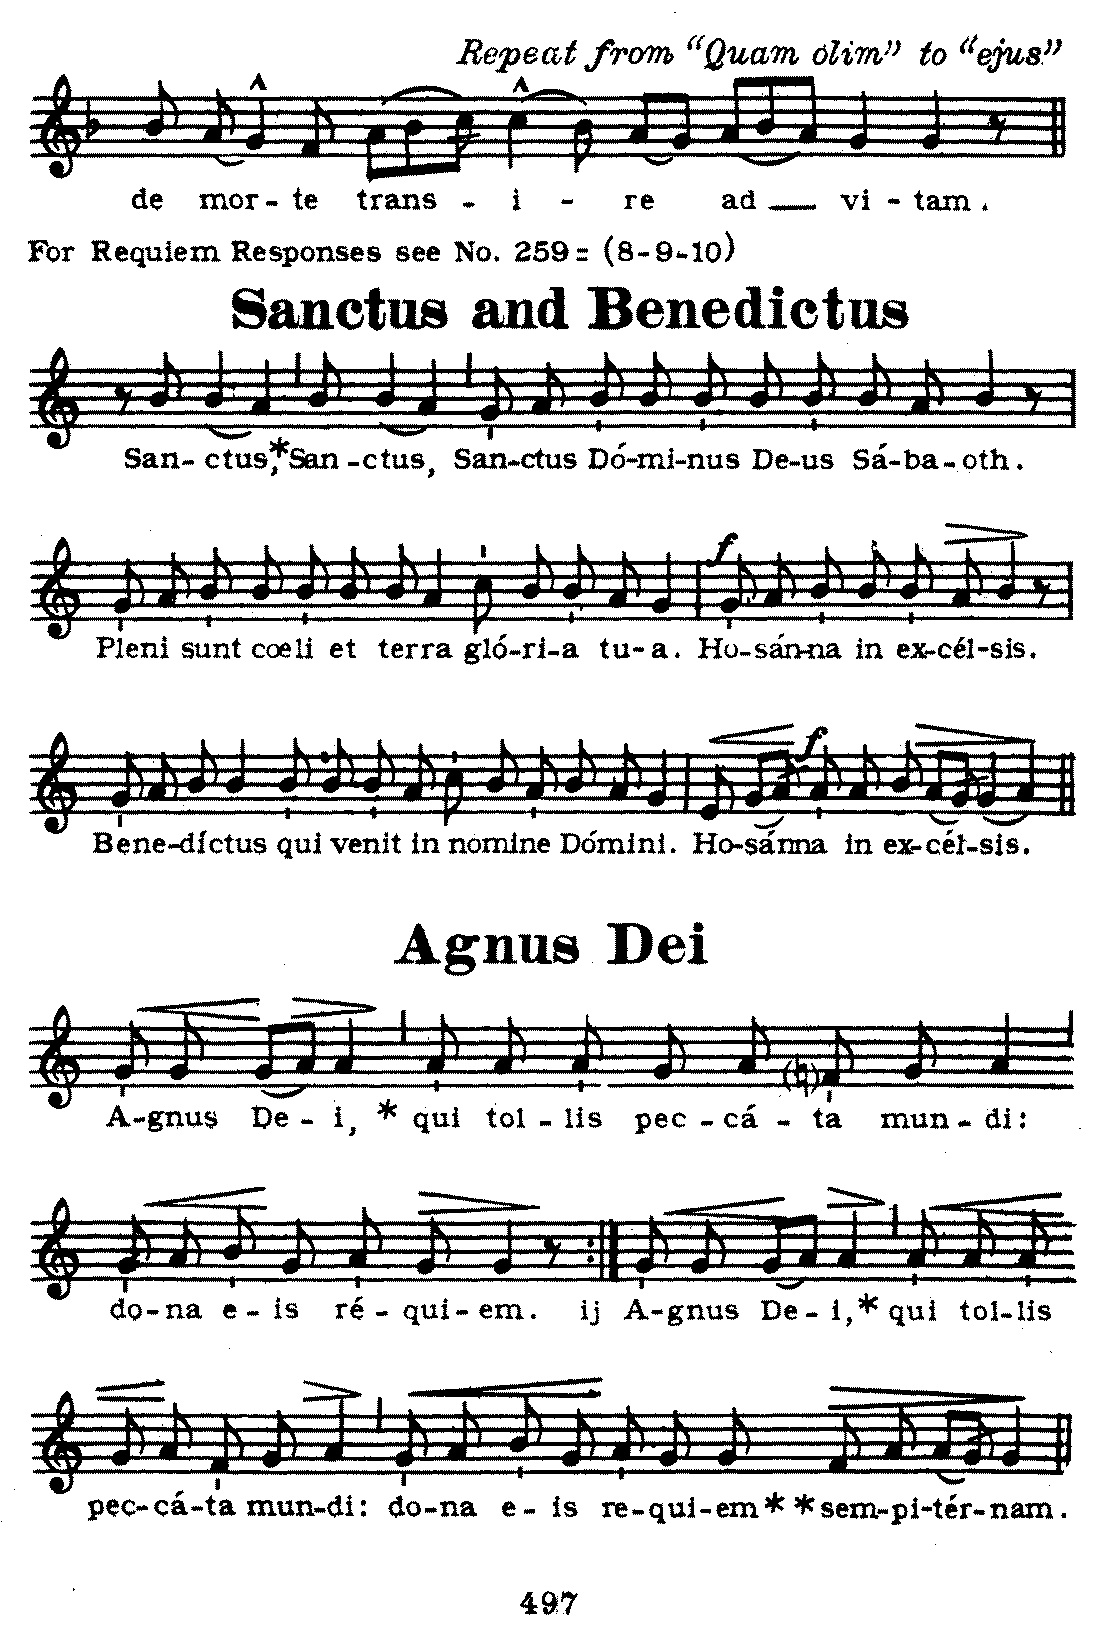 Repeat from "Quam olim" to "ejus"
de mor-te trans - i - re ad vi-tam.
For Requiem Responses see No. 259= (8-9-10)
Sanctus and Benedictus
San-ctus,*San-ctus, San-ctus Dó-mi-nus De-us Sá-ba-oth.
f
Pleni sunt cœli et terra gló-ri-a tu-a. Ho-sán-na in ex-cél-sis.
f
Bene-díctus qui venit in nomine Dómini. Ho-sánna in ex-cél-sis.
Agnus Dei
A-gnus De-i, * qui tol-lis pec-cá-ta mun-di:
do-na e-is ré-qui-em. ij A-gnus De-i,* qui tol-lis
pec-cá-ta mun-di: do-na e-is re-qui-em * * sem-pi-tér-nam.
497